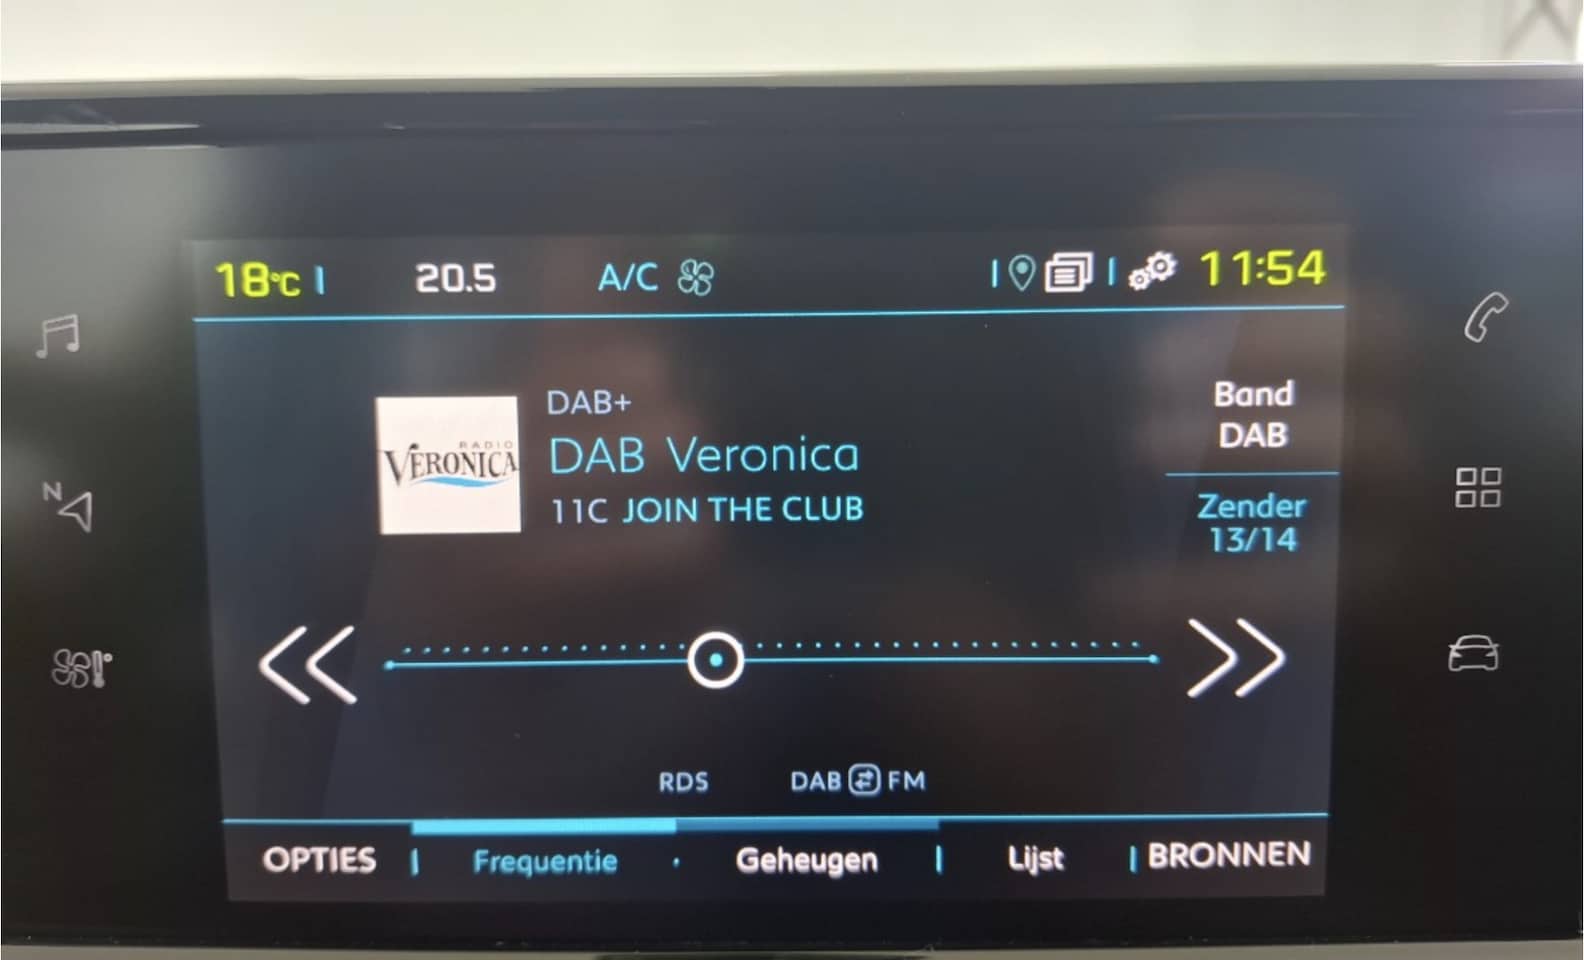 18°C 20.5 A/C 11:54
N
RADIO
VERONICA
DAB+
DAB Veronica
11C JOIN THE CLUB
Band
DAB
Zender
13/14
RDS DAB FM
OPTIES Frequentie Geheugen Lijst BRONNEN